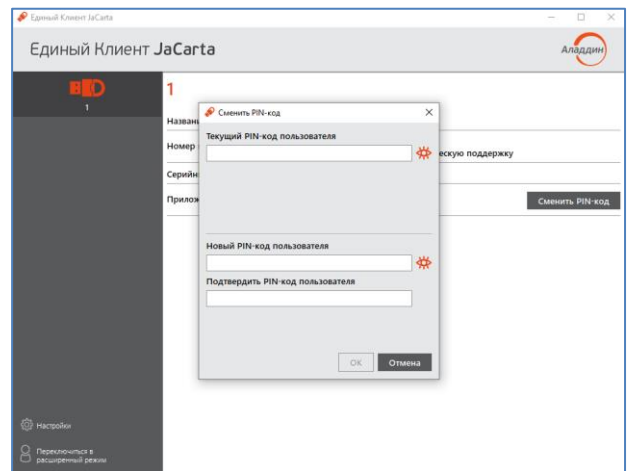 Единый Клиент JaCarta
Единый Клиент JaCarta
Аладдин
1
1
Сменить PIN-код
Назван
Текущий PIN-код пользователя
Номер
ескую поддержку
Серийн
Прилож
Сменить PIN-код
Новый PIN-код пользователя
Подтвердить PIN-код пользователя
ОК
Отмена
Настройки
Переключиться в
расширенный режим